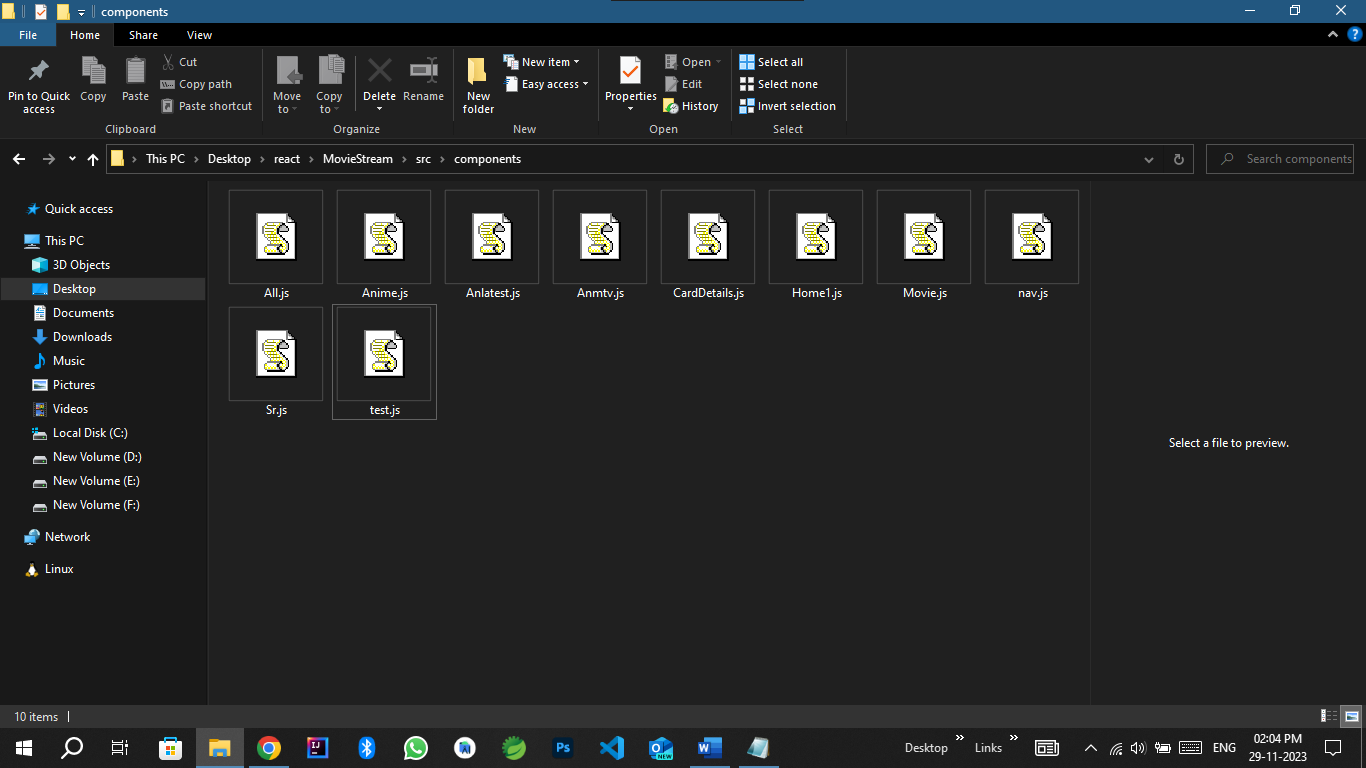 components
File Home Share View
Pin to Quick access
Copy
Paste
Cut
Copy path
Paste shortcut
Clipboard
Move to
Copy to
Delete
Rename
Organize
New folder
New item
Easy access
New
Properties
Open
Edit
History
Open
Select all
Select none
Invert selection
Select
This PC > Desktop > react > MovieStream > src > components
Search components
Quick access
This PC
3D Objects
Desktop
Documents
Downloads
Music
Pictures
Videos
Local Disk (C:)
New Volume (D:)
New Volume (E:)
New Volume (F:)
Network
Linux
All.js Anime.js Anlatest.js Anmtv.js CardDetails.js Home1.js Movie.js nav.js
Sr.js test.js
Select a file to preview.
10 items
Desktop » Links » ENG
02:04 PM
29-11-2023
IJ
Ps
NEW
W